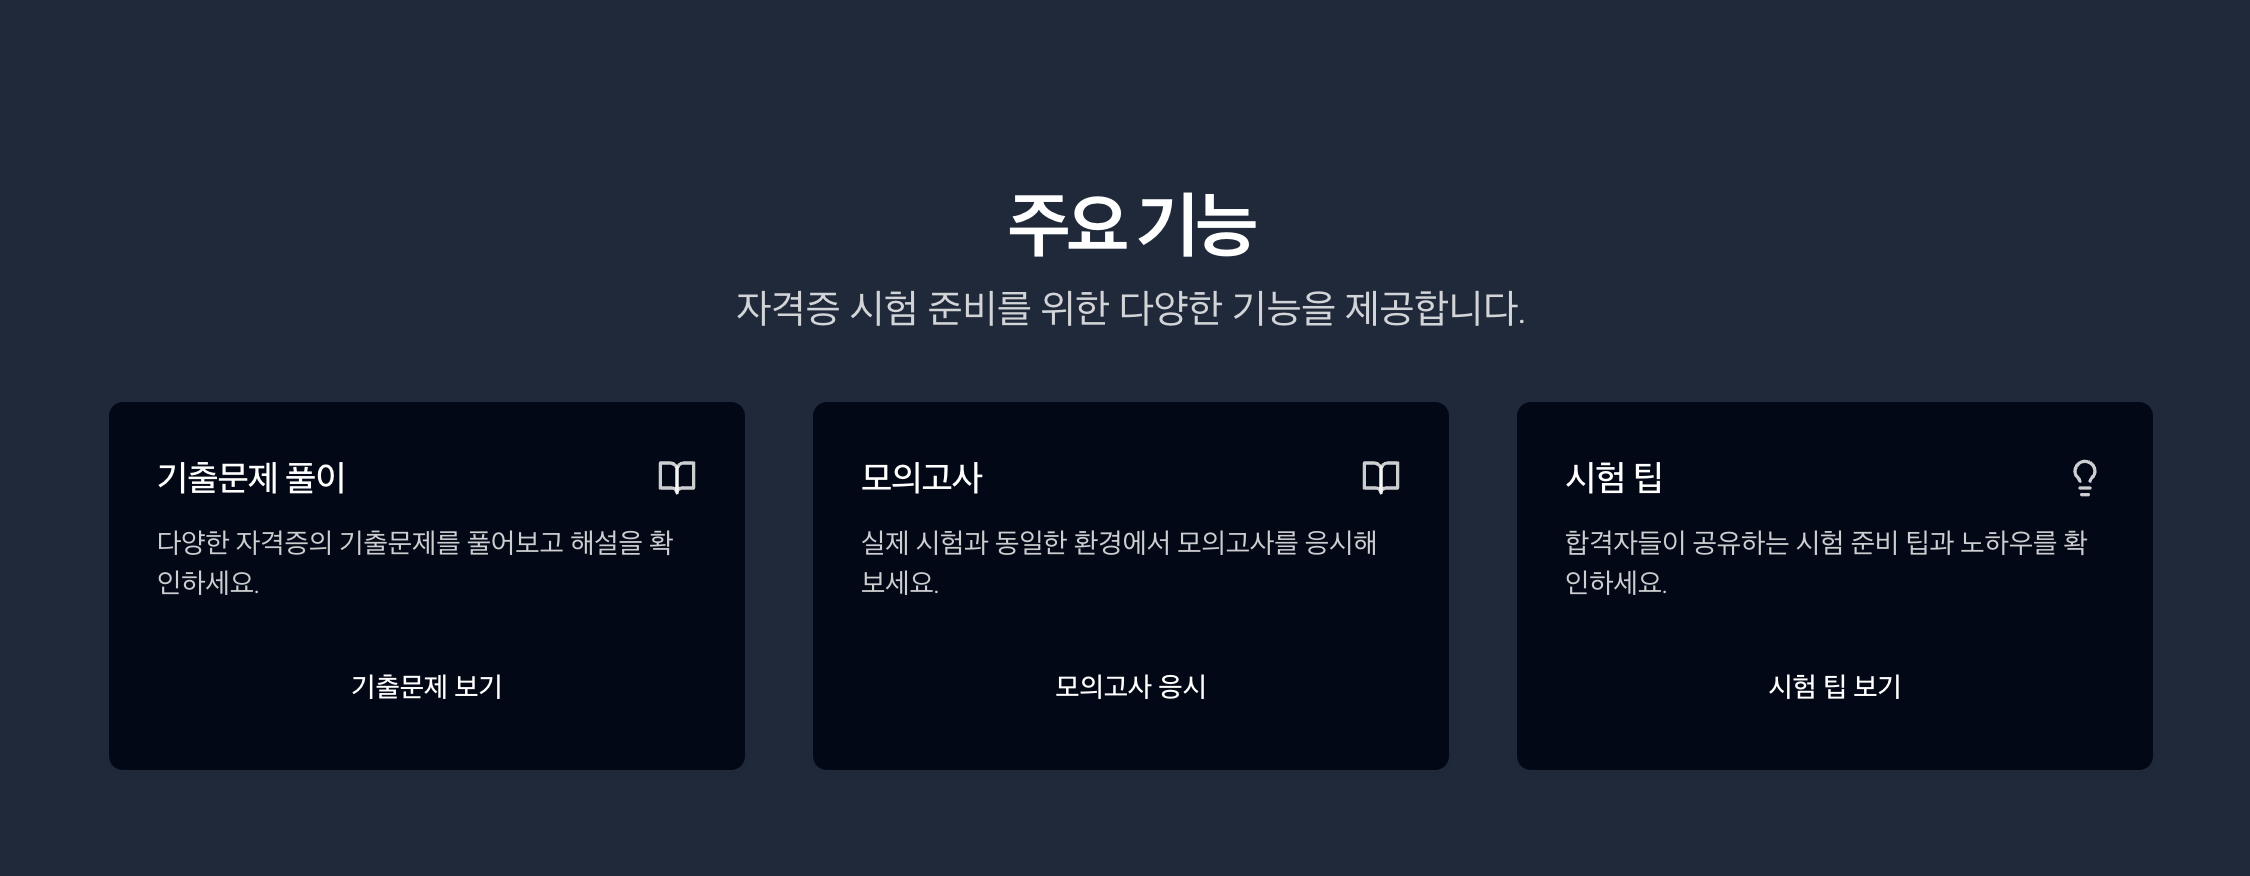 주요 기능
자격증 시험 준비를 위한 다양한 기능을 제공합니다.
기출문제 풀이
다양한 자격증의 기출문제를 풀어보고 해설을 확
인하세요.
기출문제 보기
모의고사
실제 시험과 동일한 환경에서 모의고사를 응시해
보세요.
모의고사 응시
시험 팁
합격자들이 공유하는 시험 준비 팁과 노하우를 확
인하세요.
시험 팁 보기